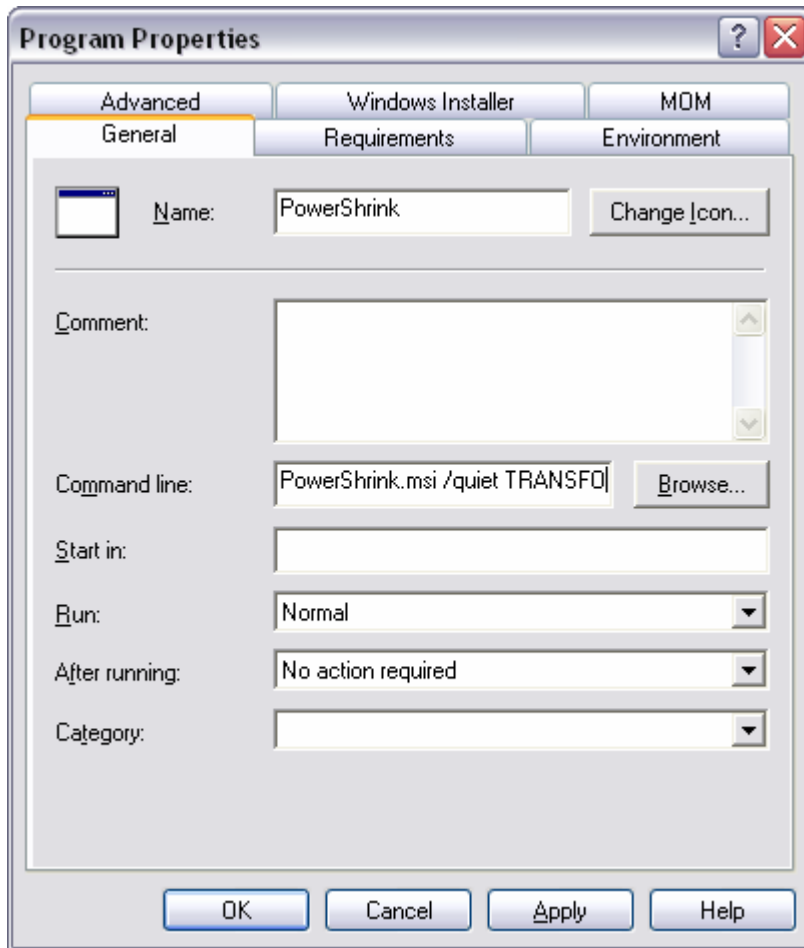 Program Properties
Advanced Windows Installer MOM
General Requirements Environment
Name: PowerShrink Change Icon...
Comment:
Command line: PowerShrink.msi /quiet TRANSFO Browse...
Start in:
Run: Normal
After running: No action required
Category:
OK Cancel Apply Help